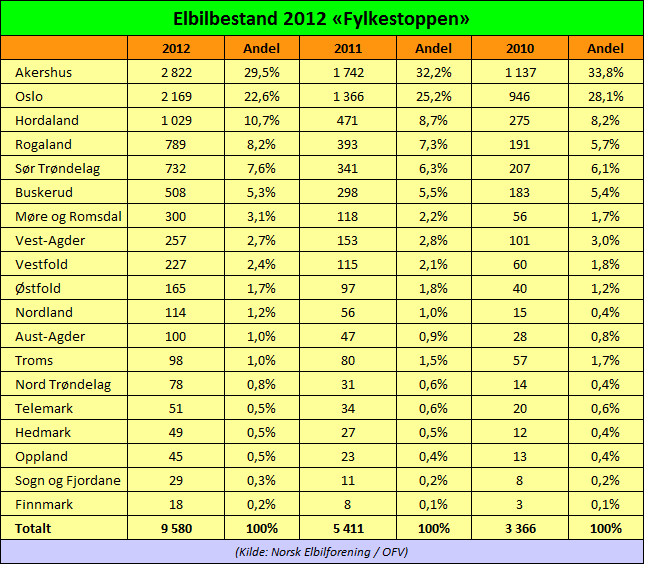 Elbilbestand 2012 «Fylkestoppen»
2012 Andel 2011 Andel 2010 Andel
Akershus 2 822 29,5% 1 742 32,2% 1 137 33,8%
Oslo 2 169 22,6% 1 366 25,2% 946 28,1%
Hordaland 1 029 10,7% 471 8,7% 275 8,2%
Rogaland 789 8,2% 393 7,3% 191 5,7%
Sør Trøndelag 732 7,6% 341 6,3% 207 6,1%
Buskerud 508 5,3% 298 5,5% 183 5,4%
Møre og Romsdal 300 3,1% 118 2,2% 56 1,7%
Vest-Agder 257 2,7% 153 2,8% 101 3,0%
Vestfold 227 2,4% 115 2,1% 60 1,8%
Østfold 165 1,7% 97 1,8% 40 1,2%
Nordland 114 1,2% 56 1,0% 15 0,4%
Aust-Agder 100 1,0% 47 0,9% 28 0,8%
Troms 98 1,0% 80 1,5% 57 1,7%
Nord Trøndelag 78 0,8% 31 0,6% 14 0,4%
Telemark 51 0,5% 34 0,6% 20 0,6%
Hedmark 49 0,5% 27 0,5% 12 0,4%
Oppland 45 0,5% 23 0,4% 13 0,4%
Sogn og Fjordane 29 0,3% 11 0,2% 8 0,2%
Finnmark 18 0,2% 8 0,1% 3 0,1%
Totalt 9 580 100% 5 411 100% 3 366 100%
(Kilde: Norsk Elbilforening / OFV)